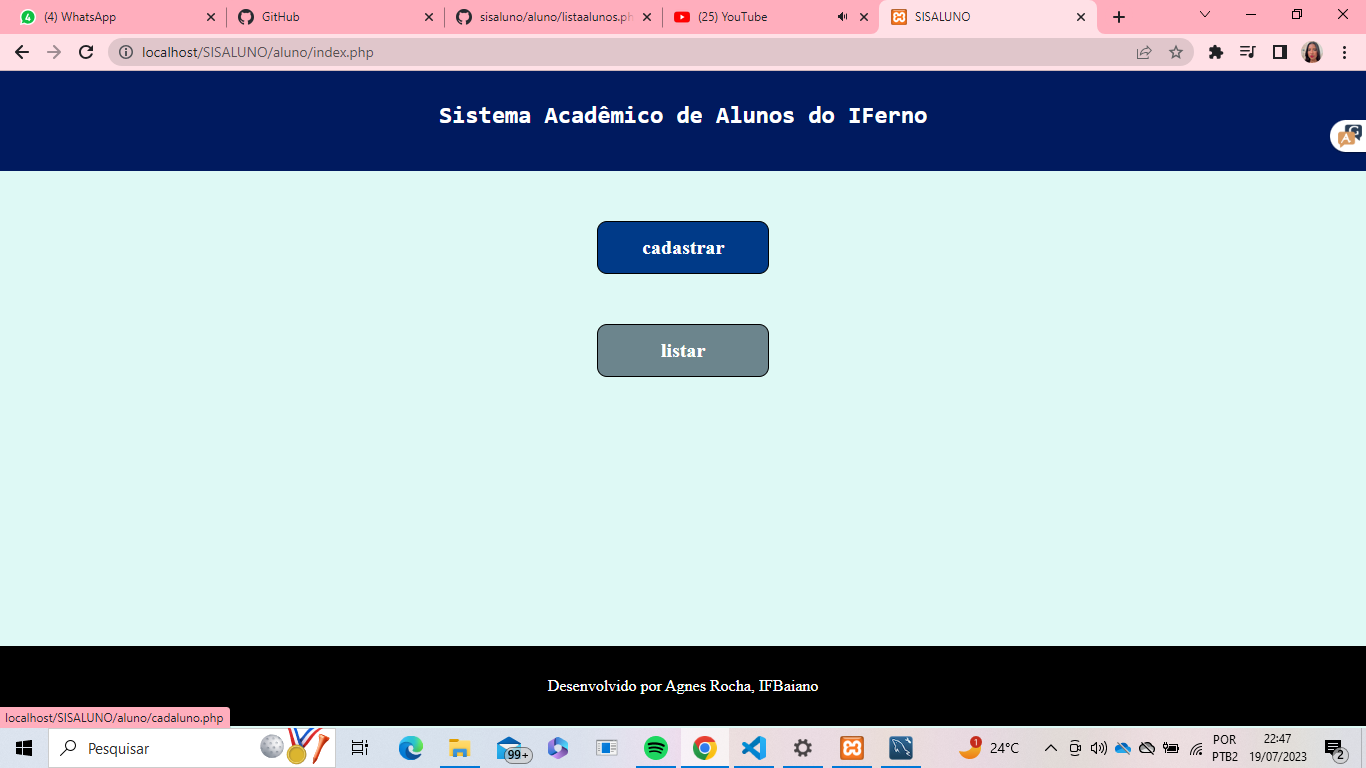 (4) WhatsApp
GitHub
sisaluno/aluno/listaalunos.ph
(25) YouTube
SISALUNO
localhost/SISALUNO/aluno/index.php
Sistema Acadêmico de Alunos do IFerno
cadastrar
listar
Desenvolvido por Agnes Rocha, IFBaiano
localhost/SISALUNO/aluno/cadaluno.php
Pesquisar
99+
1
24°C
POR
PTB2
22:47
19/07/2023
2